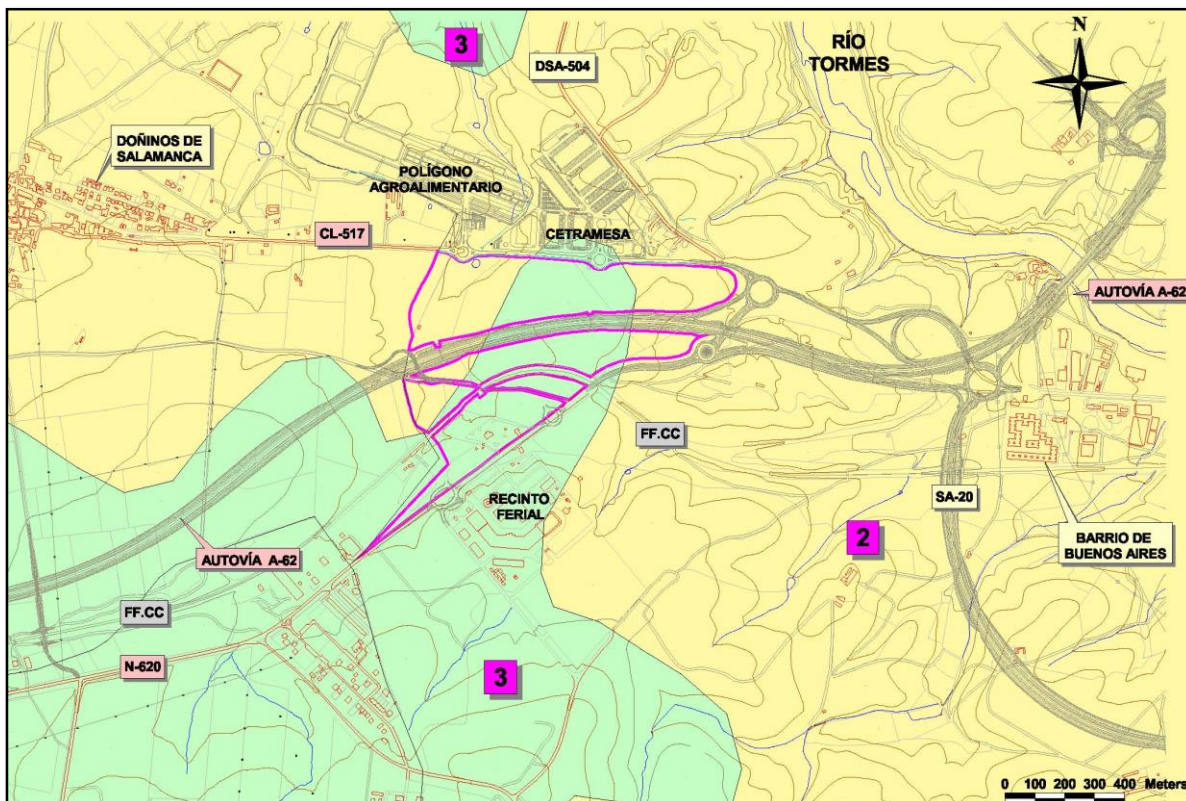 3
DSA-504
RÍO
TORMES
N
DOÑINOS DE
SALAMANCA
POLÍGONO
AGROALIMENTARIO
CL-517
CETRAMESA
AUTOVÍA A-62
FF.CC
RECINTO
FERIAL
SA-20
2
BARRIO DE
BUENOS AIRES
AUTOVÍA A-62
FF.CC
N-620
3
0 100 200 300 400 Meters